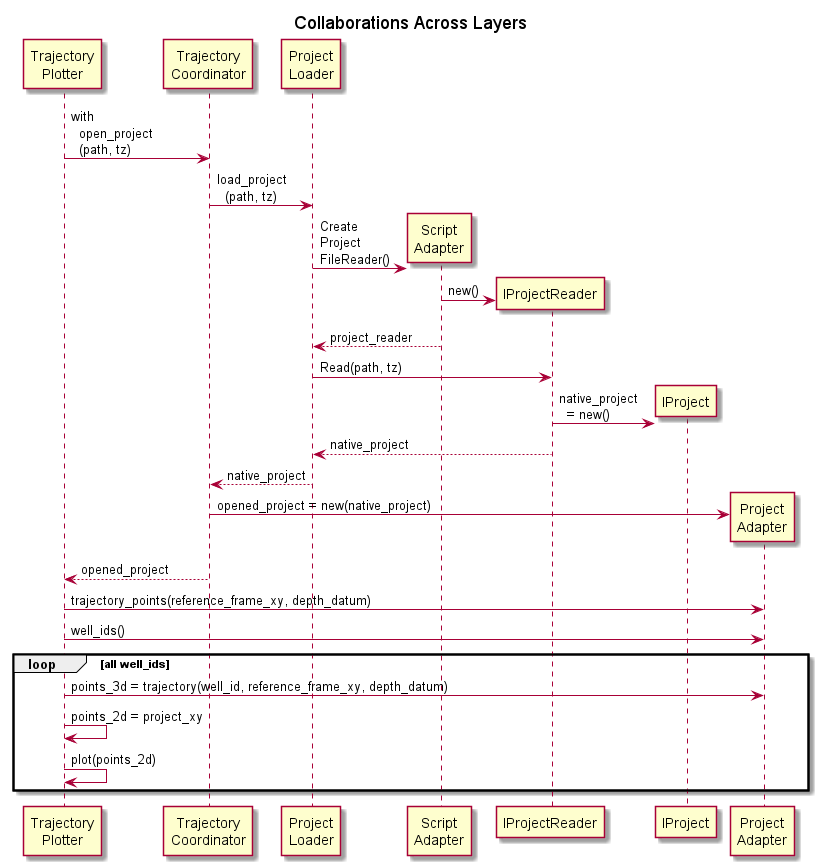 Collaborations Across Layers
Trajectory
Plotter
Trajectory
Coordinator
Project
Loader
with
open_project
(path, tz)
load_project
(path, tz)
Create
Project
FileReader()
Script
Adapter
new()
IProjectReader
project_reader
Read(path, tz)
native_project
= new()
IProject
native_project
native_project
opened_project = new(native_project)
Project
Adapter
opened_project
trajectory_points(reference_frame_xy, depth_datum)
well_ids()
loop [all well_ids]
points_3d = trajectory(well_id, reference_frame_xy, depth_datum)
points_2d = project_xy
plot(points_2d)
Trajectory
Plotter
Trajectory
Coordinator
Project
Loader
Script
Adapter
IProjectReader
IProject
Project
Adapter